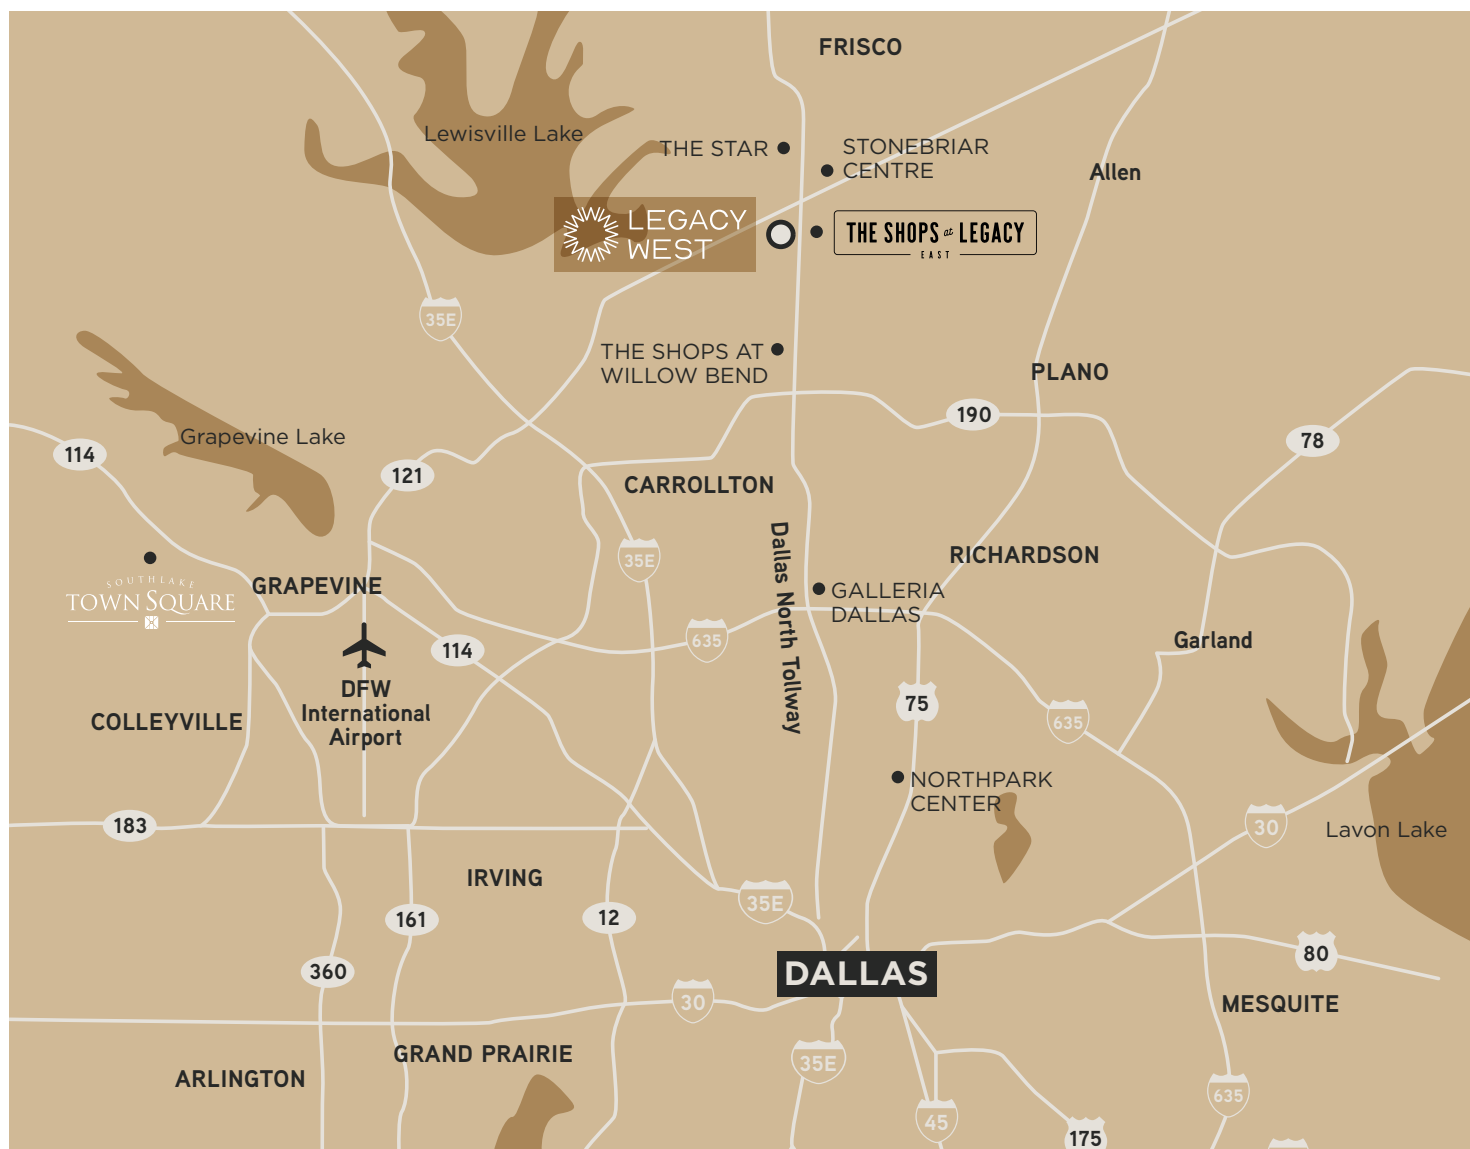 FRISCO
Lewisville Lake
THE STAR
STONEBRIAR
CENTRE
Allen
LEGACY
WEST
THE SHOPS at LEGACY
EAST
35E
THE SHOPS AT
WILLOW BEND
PLANO
190
78
Grapevine Lake
114
121
CARROLLTON
Dallas North Tollway
35E
RICHARDSON
SOUTHLAKE
TOWN SQUARE
GRAPEVINE
GALLERIA
DALLAS
635
114
Garland
DFW
International
Airport
COLLEYVILLE
75
635
NORTHPARK
CENTER
183
30
Lavon Lake
IRVING
35E
161
12
80
360
DALLAS
30
MESQUITE
GRAND PRAIRIE
35E
ARLINGTON
635
45
175